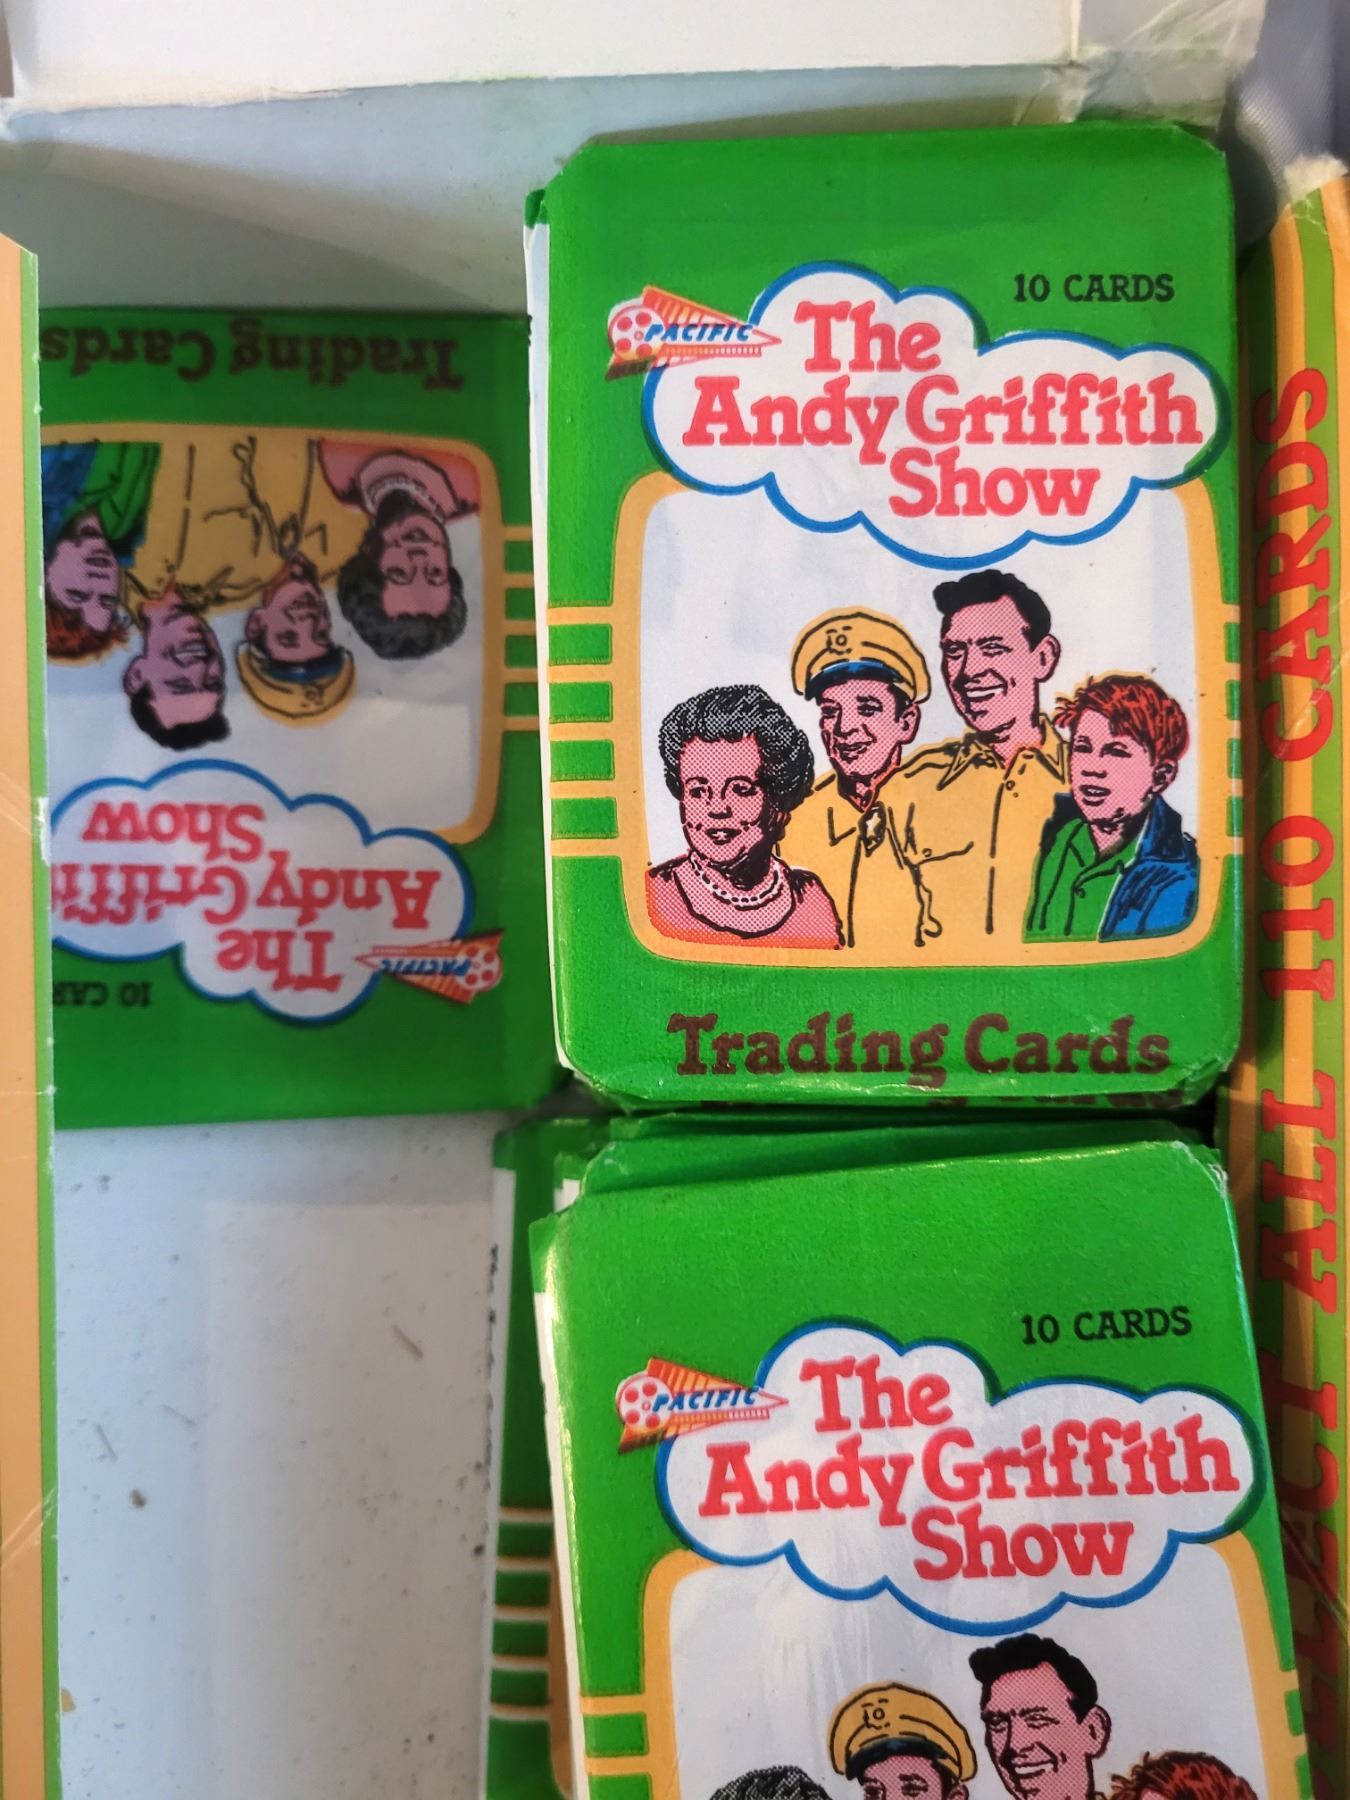 10 CARDS
PACIFIC
The
Andy Griffith
Show
Trading Cards
10 CARDS
PACIFIC
The
Andy Griffith
Show
Trading Cards
10
PACIFIC
The
Andy
Show
ALL 110 CARDS